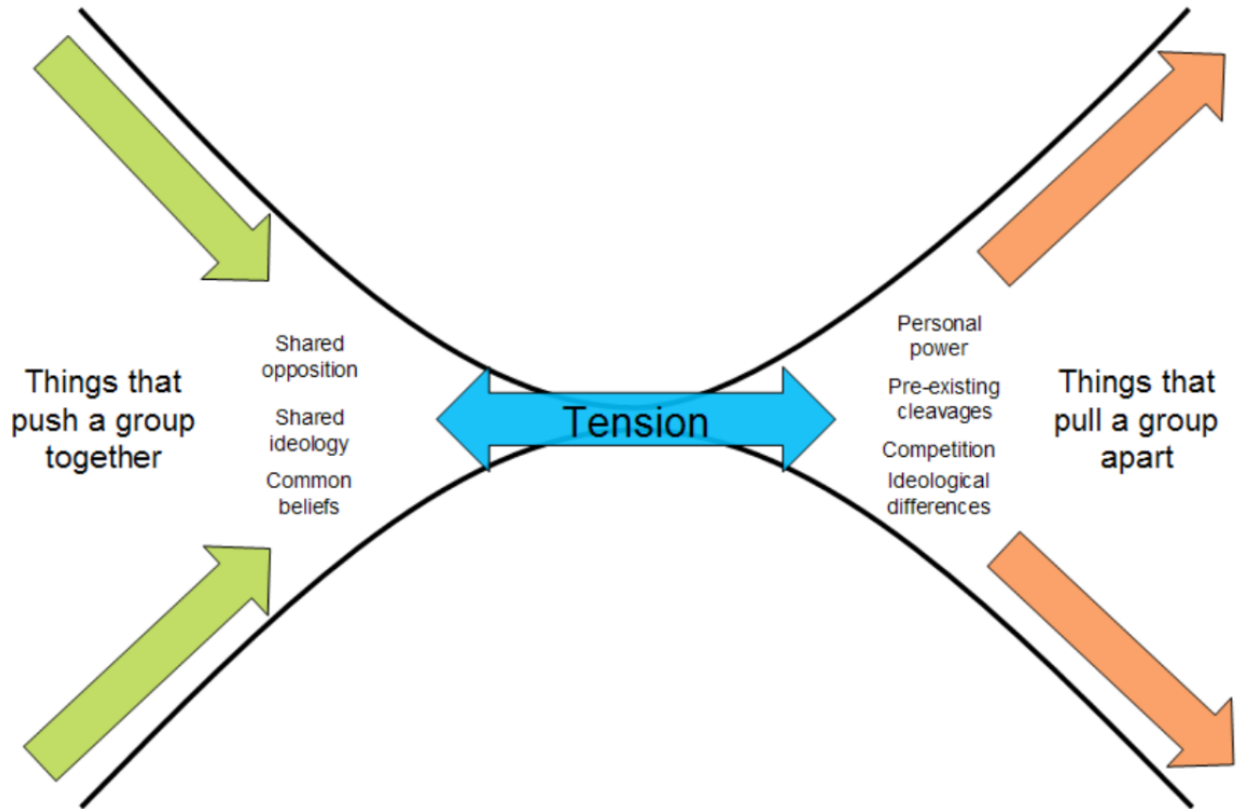 Things that
push a group
together
Shared
opposition
Shared
ideology
Common
beliefs
Tension
Personal
power
Pre-existing
cleavages
Competition
Ideological
differences
Things that
pull a group
apart